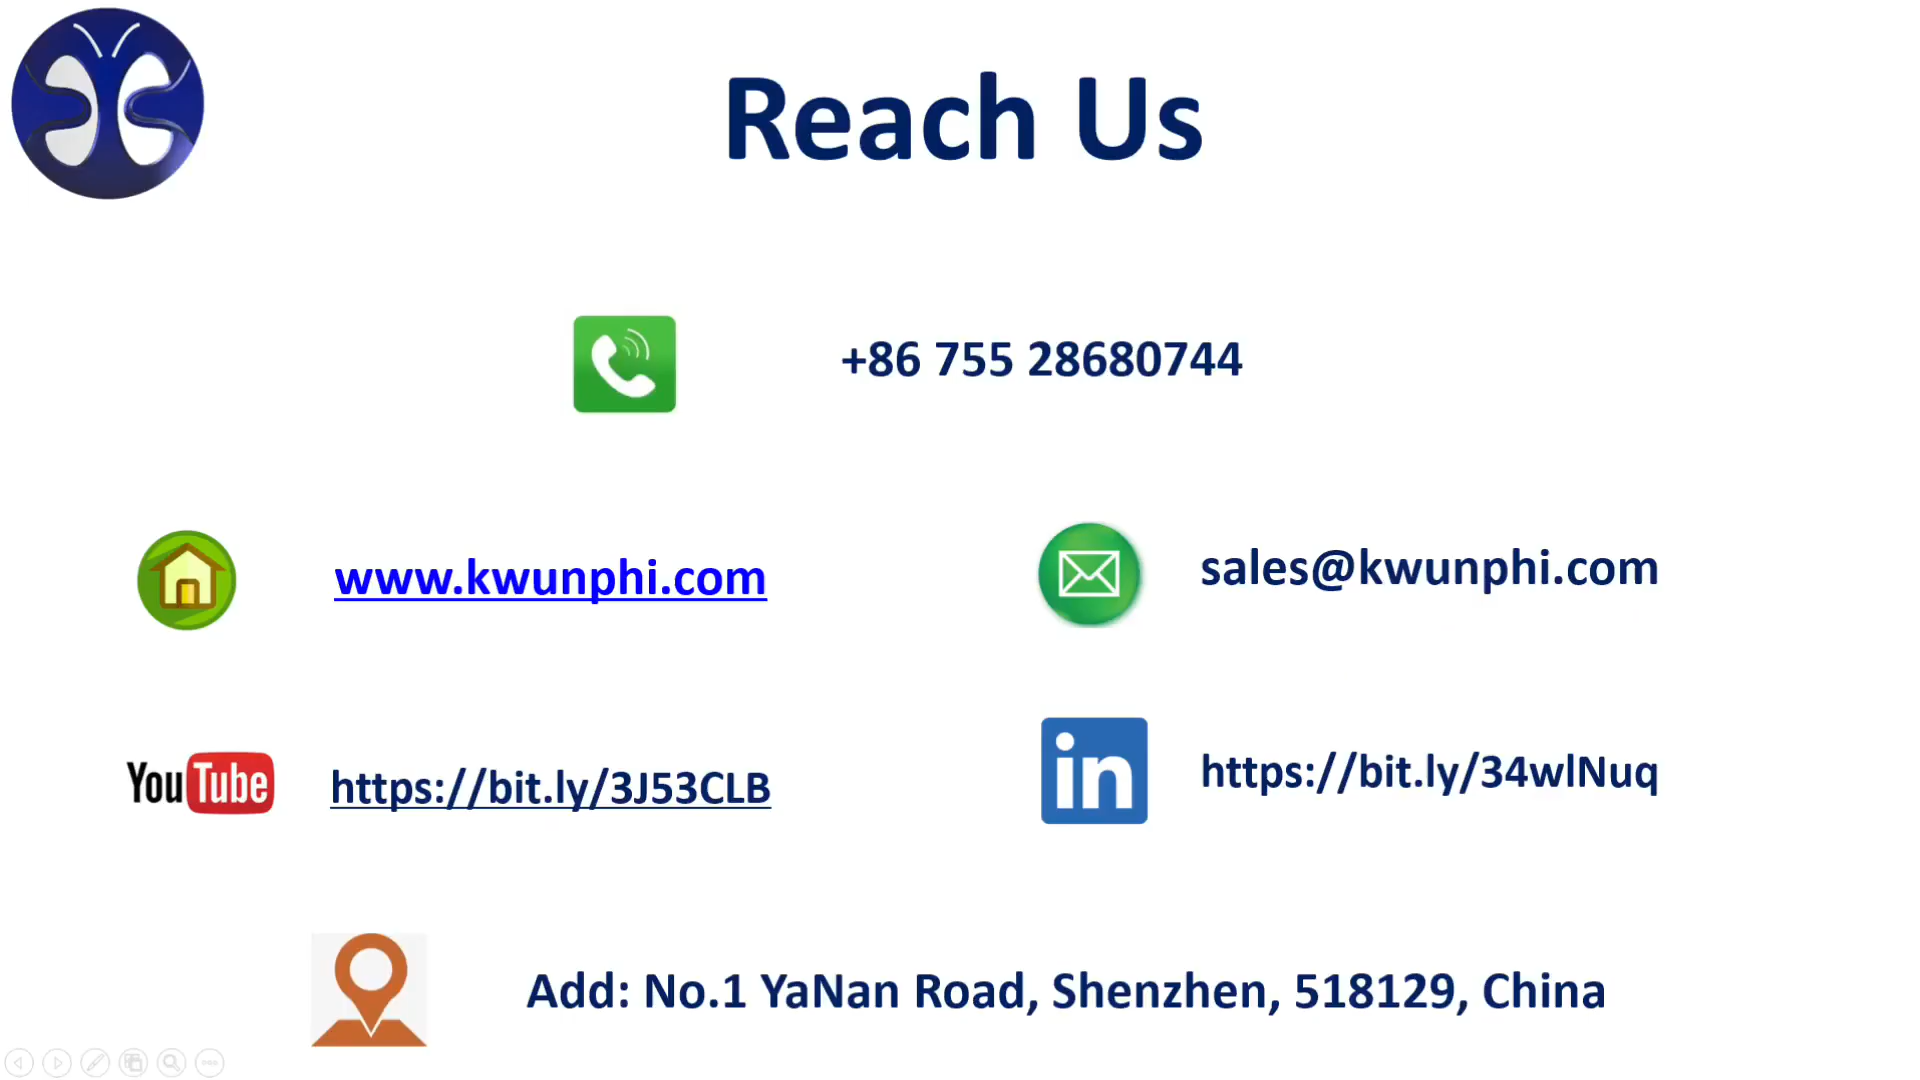 Reach Us
+86 755 28680744
www.kwunphi.com
sales@kwunphi.com
YouTube
https://bit.ly/3J53CLB
in
https://bit.ly/34wlNuq
Add: No.1 YaNan Road, Shenzhen, 518129, China